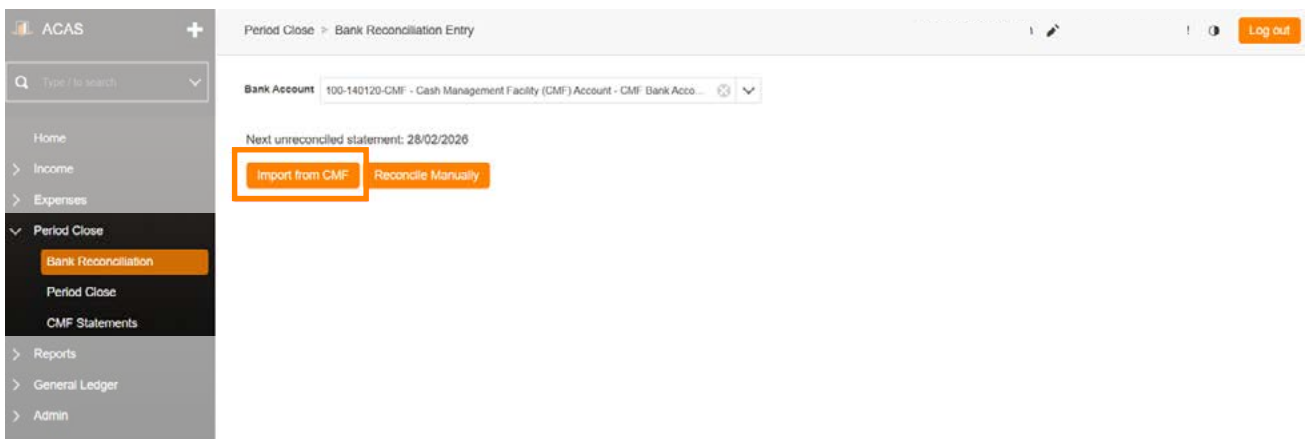 ACAS +
Period Close > Bank Reconciliation Entry
Log out
Type / to search
Bank Account 100-140120-CMF - Cash Management Facility (CMF) Account - CMF Bank Acco...
Next unreconciled statement: 28/02/2026
Import from CMF Reconcile Manually
Home
> Income
> Expenses
Period Close
Bank Reconciliation
Period Close
CMF Statements
> Reports
> General Ledger
> Admin